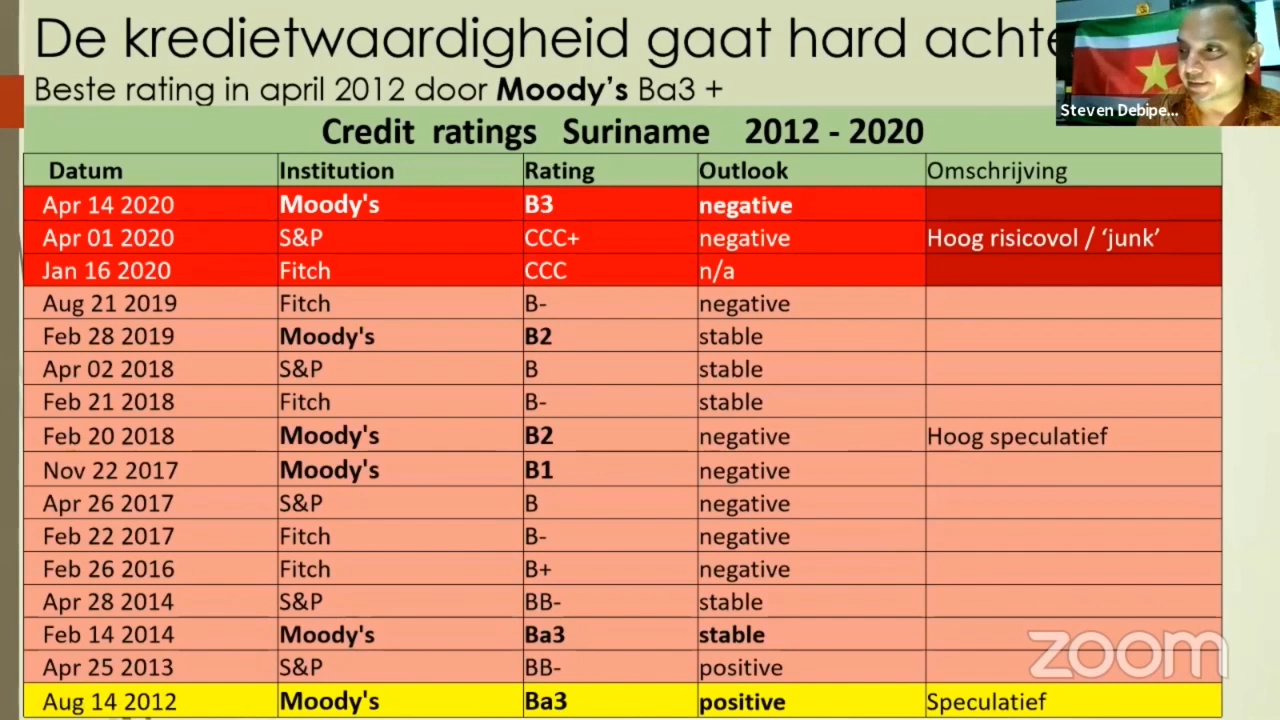 De kredietwaardigheid gaat hard
Beste rating in april 2012 door Moody's Ba3 +
Steven Debipe...
Credit ratings Suriname 2012 - 2020
Datum Institution Rating Outlook Omschrijving
Apr 14 2020 Moody's B3 negative
Apr 01 2020 S&P CCC+ negative Hoog risicovol / ‘junk’
Jan 16 2020 Fitch CCC n/a
Aug 21 2019 Fitch B- negative
Feb 28 2019 Moody's B2 stable
Apr 02 2018 S&P B stable
Feb 21 2018 Fitch B- stable
Feb 20 2018 Moody's B2 negative Hoog speculatief
Nov 22 2017 Moody's B1 negative
Apr 26 2017 S&P B negative
Feb 22 2017 Fitch B- negative
Feb 26 2016 Fitch B+ negative
Apr 28 2014 S&P BB- stable
Feb 14 2014 Moody's Ba3 stable
Apr 25 2013 S&P BB- positive
Aug 14 2012 Moody's Ba3 positive Speculatief
zoom